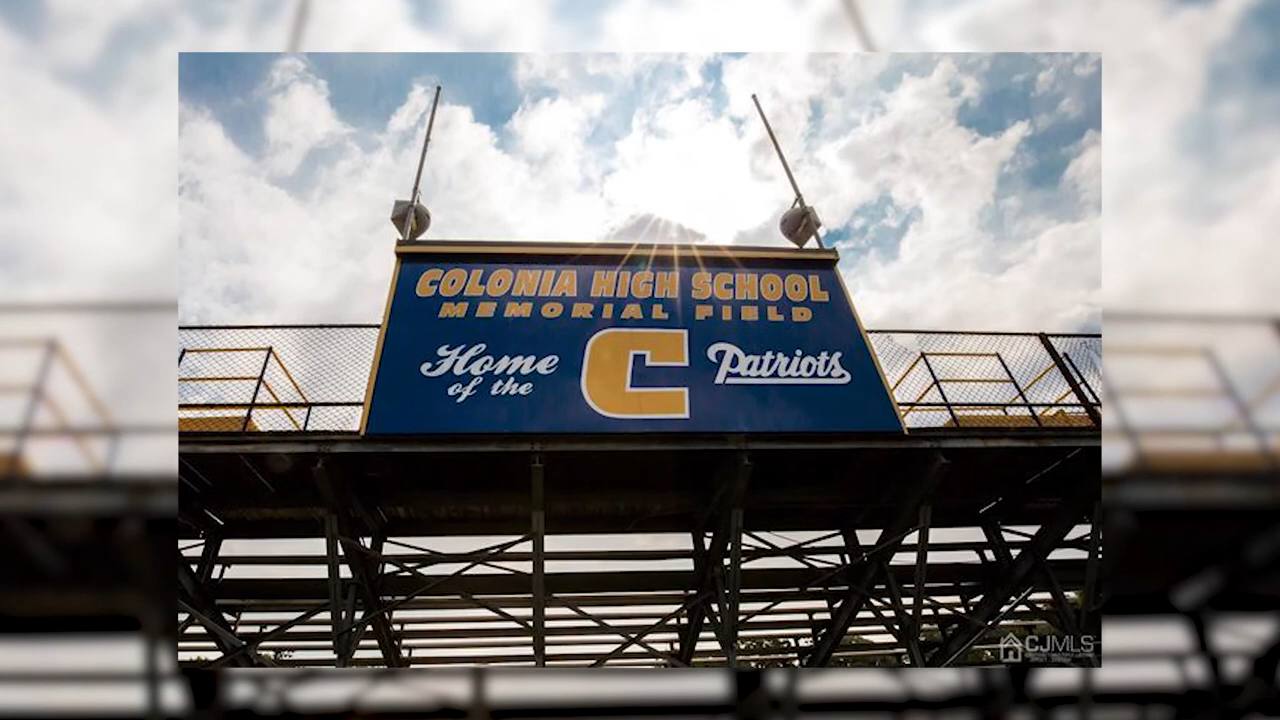 COLONIA HIGH SCHOOL
MEMORIAL FIELD
Home
of the
C
Patriots
CJMLS